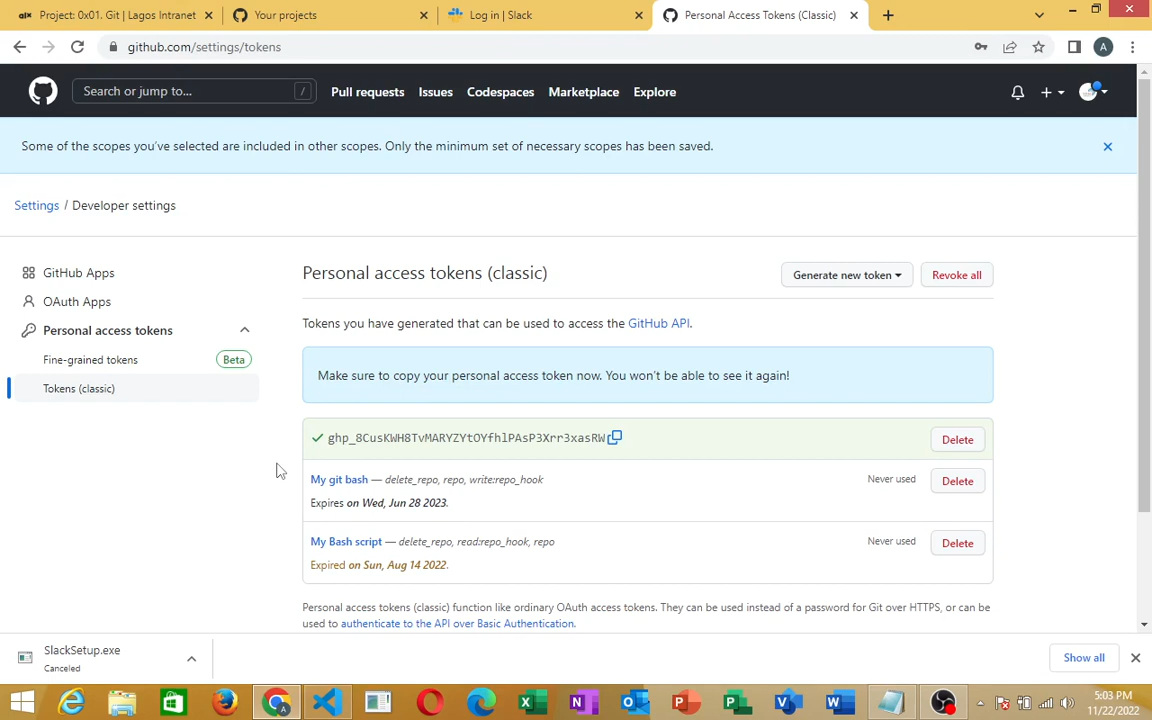 Project: 0x01. Git | Lagos Intranet
Your projects
Log in | Slack
Personal Access Tokens (Classic)
github.com/settings/tokens
A
Search or jump to...
/
Pull requests
Issues
Codespaces
Marketplace
Explore
Some of the scopes you've selected are included in other scopes. Only the minimum set of necessary scopes has been saved.
Settings / Developer settings
GitHub Apps
OAuth Apps
Personal access tokens
Fine-grained tokens
Beta
Tokens (classic)
Personal access tokens (classic)
Generate new token
Revoke all
Tokens you have generated that can be used to access the GitHub API.
Make sure to copy your personal access token now. You won't be able to see it again!
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
Delete
My git bash — delete_repo, repo, write:repo_hook
Never used
Delete
Expires on Wed, Jun 28 2023.
My Bash script — delete_repo, read:repo_hook, repo
Never used
Delete
Expired on Sun, Aug 14 2022.
Personal access tokens (classic) function like ordinary OAuth access tokens. They can be used instead of a password for Git over HTTPS, or can be
used to authenticate to the API over Basic Authentication.
SlackSetup.exe
Canceled
Show all
5:03 PM
11/22/2022